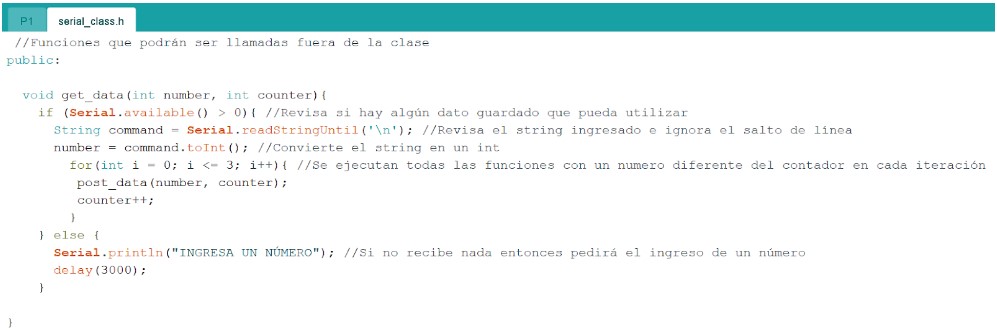 P1 serial_class.h
//Funciones que podrán ser llamadas fuera de la clase
public:
void get_data(int number, int counter){
if (Serial.available() > 0){ //Revisa si hay algún dato guardado que pueda utilizar
String command = Serial.readStringUntil('\n'); //Revisa el string ingresado e ignora el salto de línea
number = command.toInt(); //Convierte el string en un int
for(int i = 0; i <= 3; i++){ //Se ejecutan todas las funciones con un numero diferente del contador en cada iteración
post_data(number, counter);
counter++;
}
} else {
Serial.println("INGRESA UN NÚMERO"); //Si no recibe nada entonces pedirá el ingreso de un número
delay(3000);
}
}